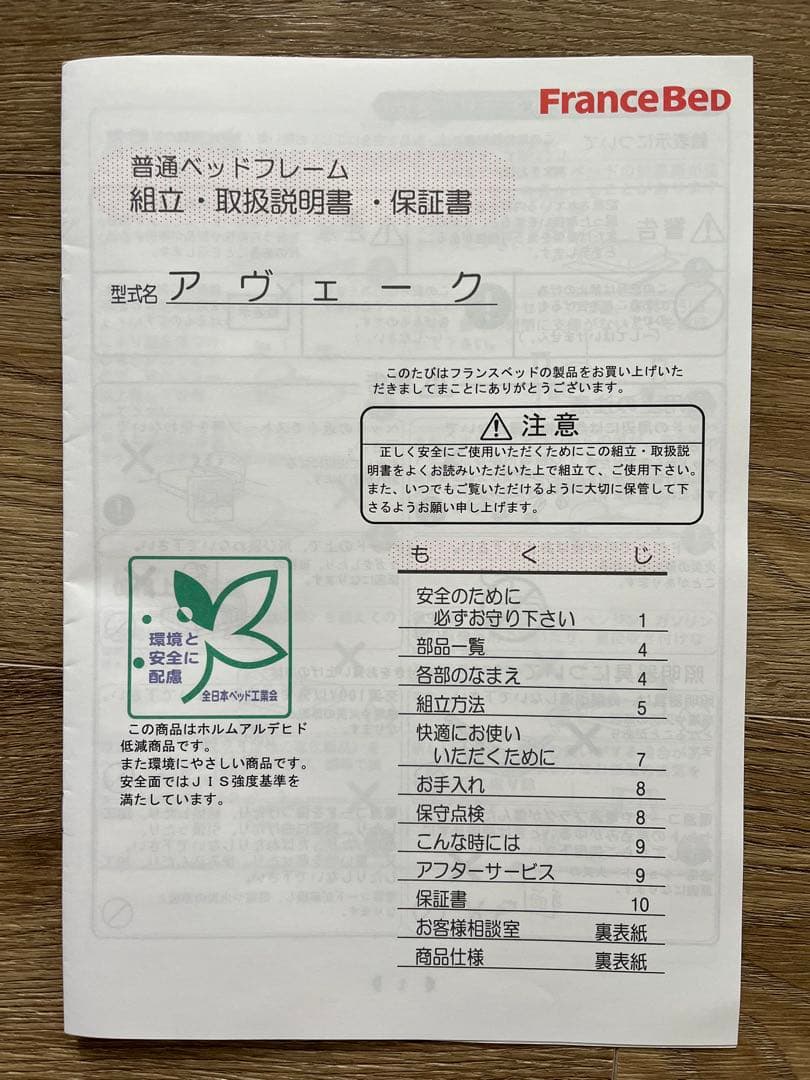 FranceBeD
普通ベッドフレーム
組立・取扱説明書・保証書
型式名 アヴェーク
このたびはフランスベッドの製品をお買い上げいた
だきましてまことにありがとうございます。
注意
正しく安全にご使用いただくためにこの組立・取扱説
明書をよくお読みいただいた上で組立て、ご使用下さい。
また、いつでもご覧いただけるように大切に保管して下
さるようお願い申し上げます。
もくじ
安全のために
必ずお守り下さい 1
部品一覧 4
各部のなまえ 4
組立方法 5
快適にお使い
いただくために 7
お手入れ 8
保守点検 8
こんな時には 9
アフターサービス 9
保証書 10
お客様相談室 裏表紙
商品仕様 裏表紙
環境と
安全に
配慮
全日本ベッド工業会
この商品はホルムアルデヒド
低減商品です。
また環境にやさしい商品です。
安全面ではJIS強度基準を
満たしています。